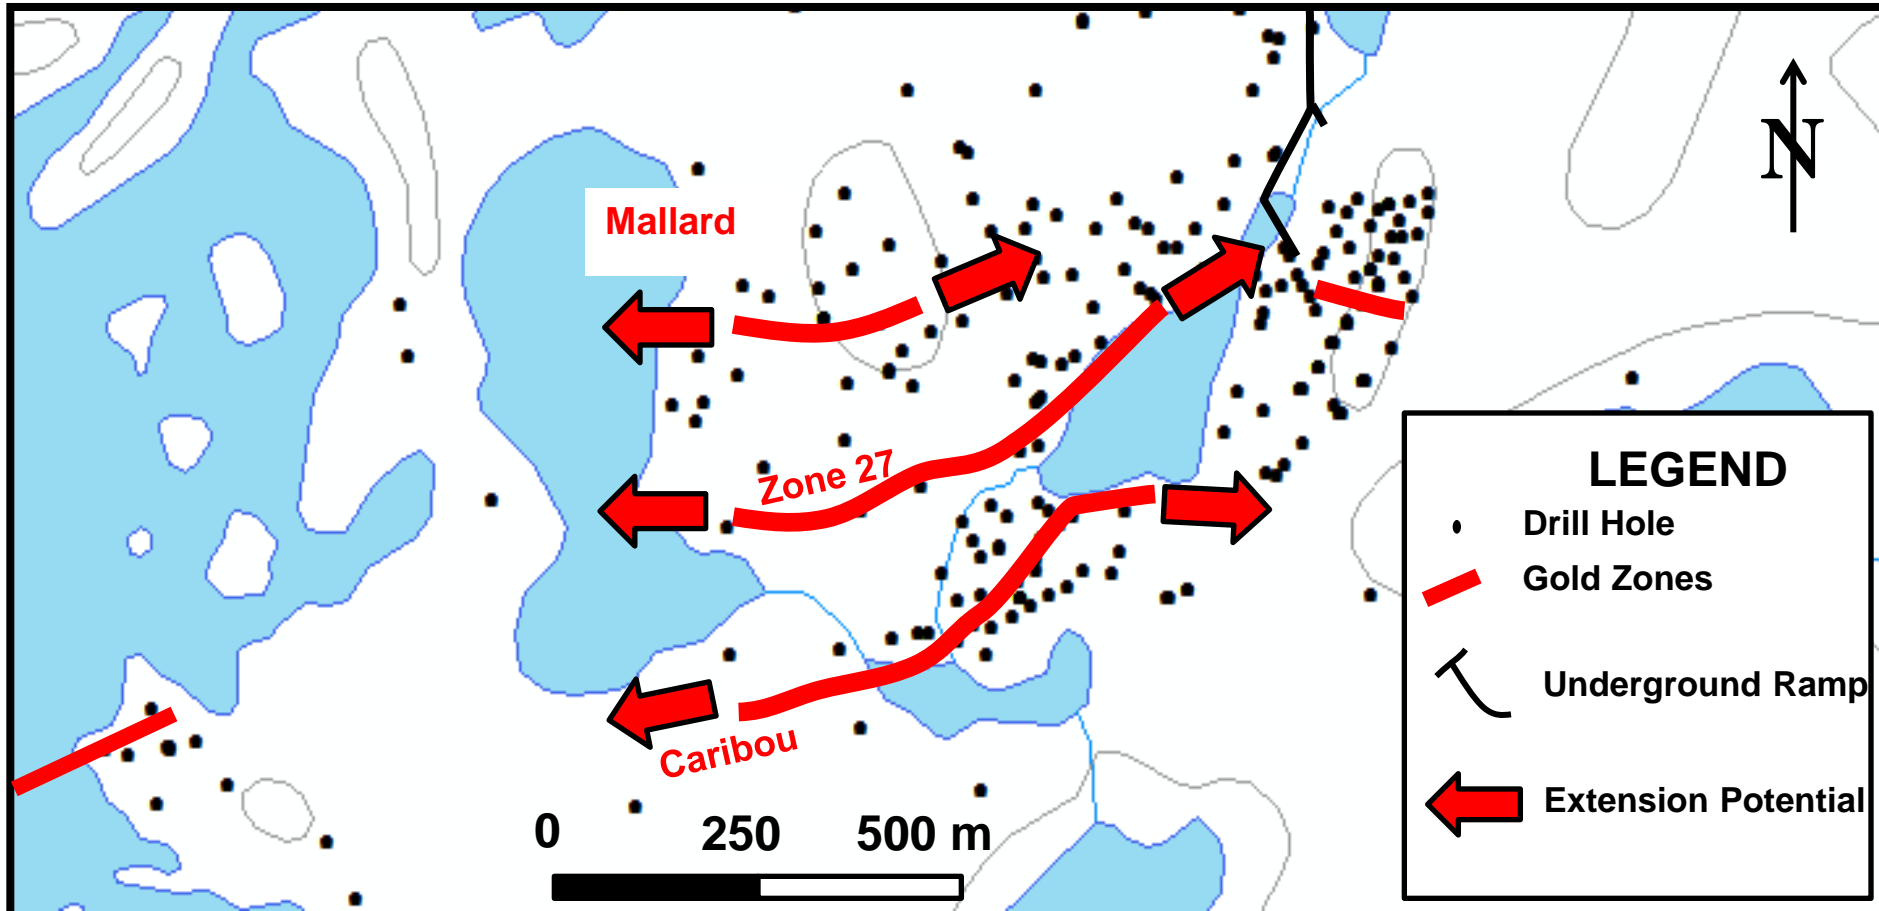 N
Mallard
Zone 27
Caribou
0 250 500 m
LEGEND
Drill Hole
Gold Zones
Underground Ramp
Extension Potential